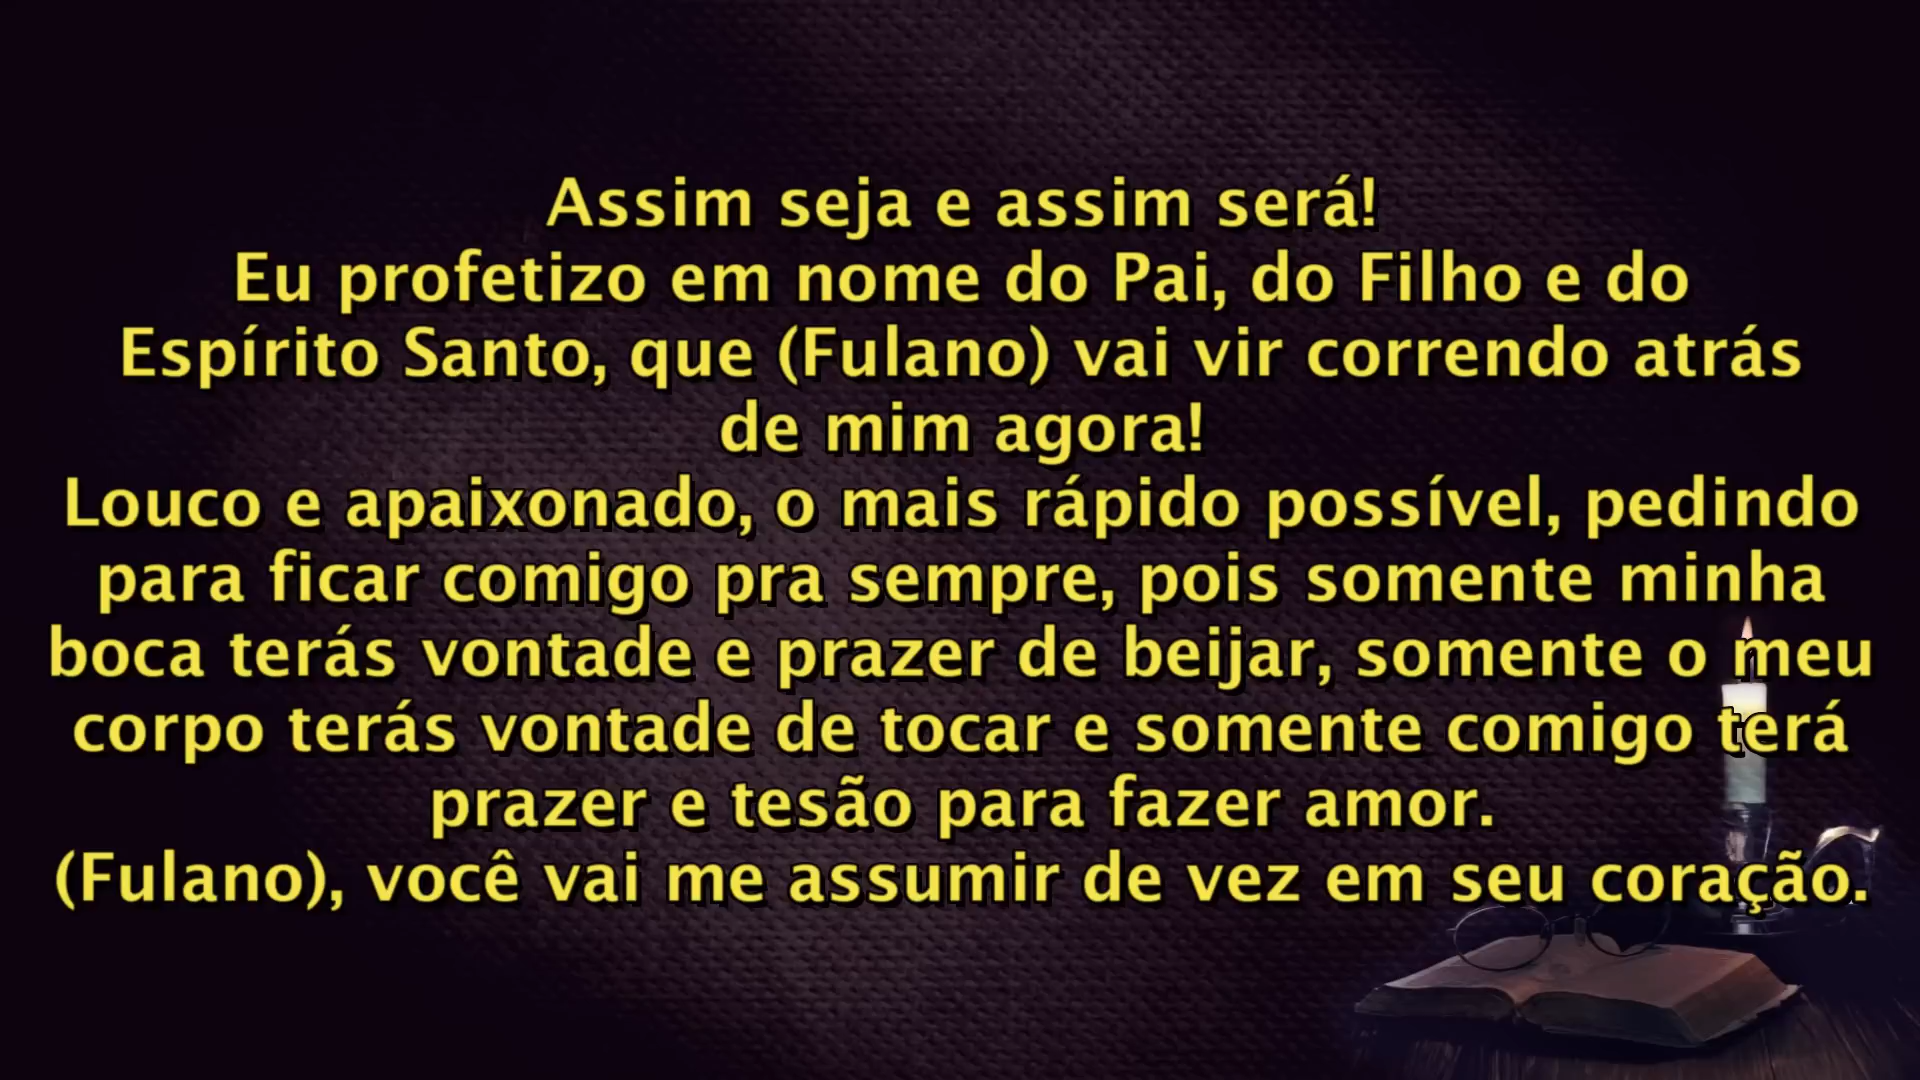 Assim seja e assim será!
Eu profetizo em nome do Pai, do Filho e do
Espírito Santo, que (Fulano) vai vir correndo atrás
de mim agora!
Louco e apaixonado, o mais rápido possível, pedindo
para ficar comigo pra sempre, pois somente minha
boca terás vontade e prazer de beijar, somente o meu
corpo terás vontade de tocar e somente comigo terá
prazer e tesão para fazer amor.
(Fulano), você vai me assumir de vez em seu coração.